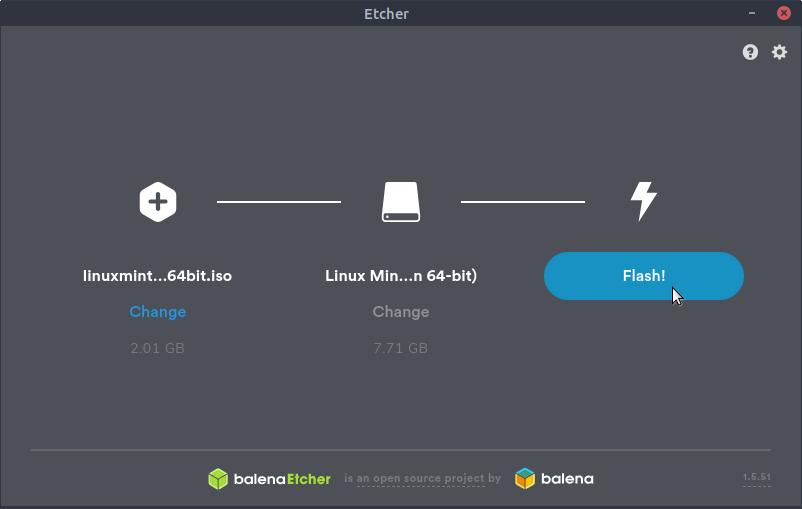 Etcher
linuxmint...64bit.iso
Linux Min...n 64-bit)
Flash!
Change
Change
2.01 GB
7.71 GB
balenaEtcher is an open source project by balena 1.5.51